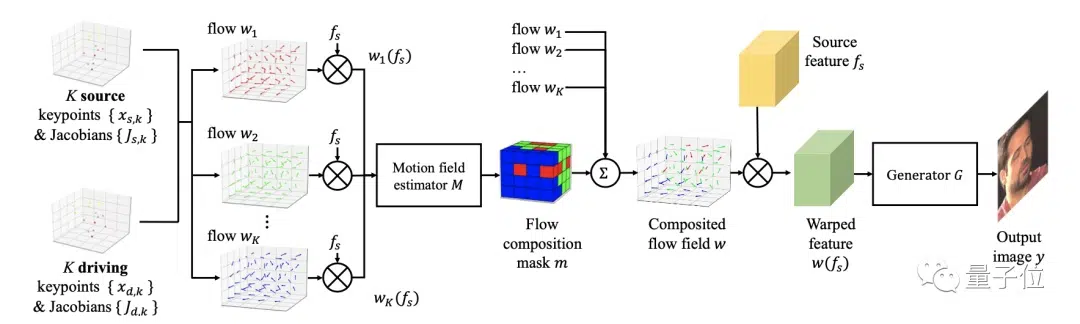 K source
keypoints { x_{s,k} }
& Jacobians { J_{s,k} }
K driving
keypoints { x_{d,k} }
& Jacobians { J_{d,k} }
flow w_1
f_s
w_1(f_s)
flow w_2
f_s
⋮
flow w_K
f_s
w_K(f_s)
Motion field
estimator M
flow w_1
flow w_2
...
flow w_K
Flow
composition
mask m
Σ
Composited
flow field w
Source
feature f_s
Warped
feature
w(f_s)
Generator G
Output
image y
量子位